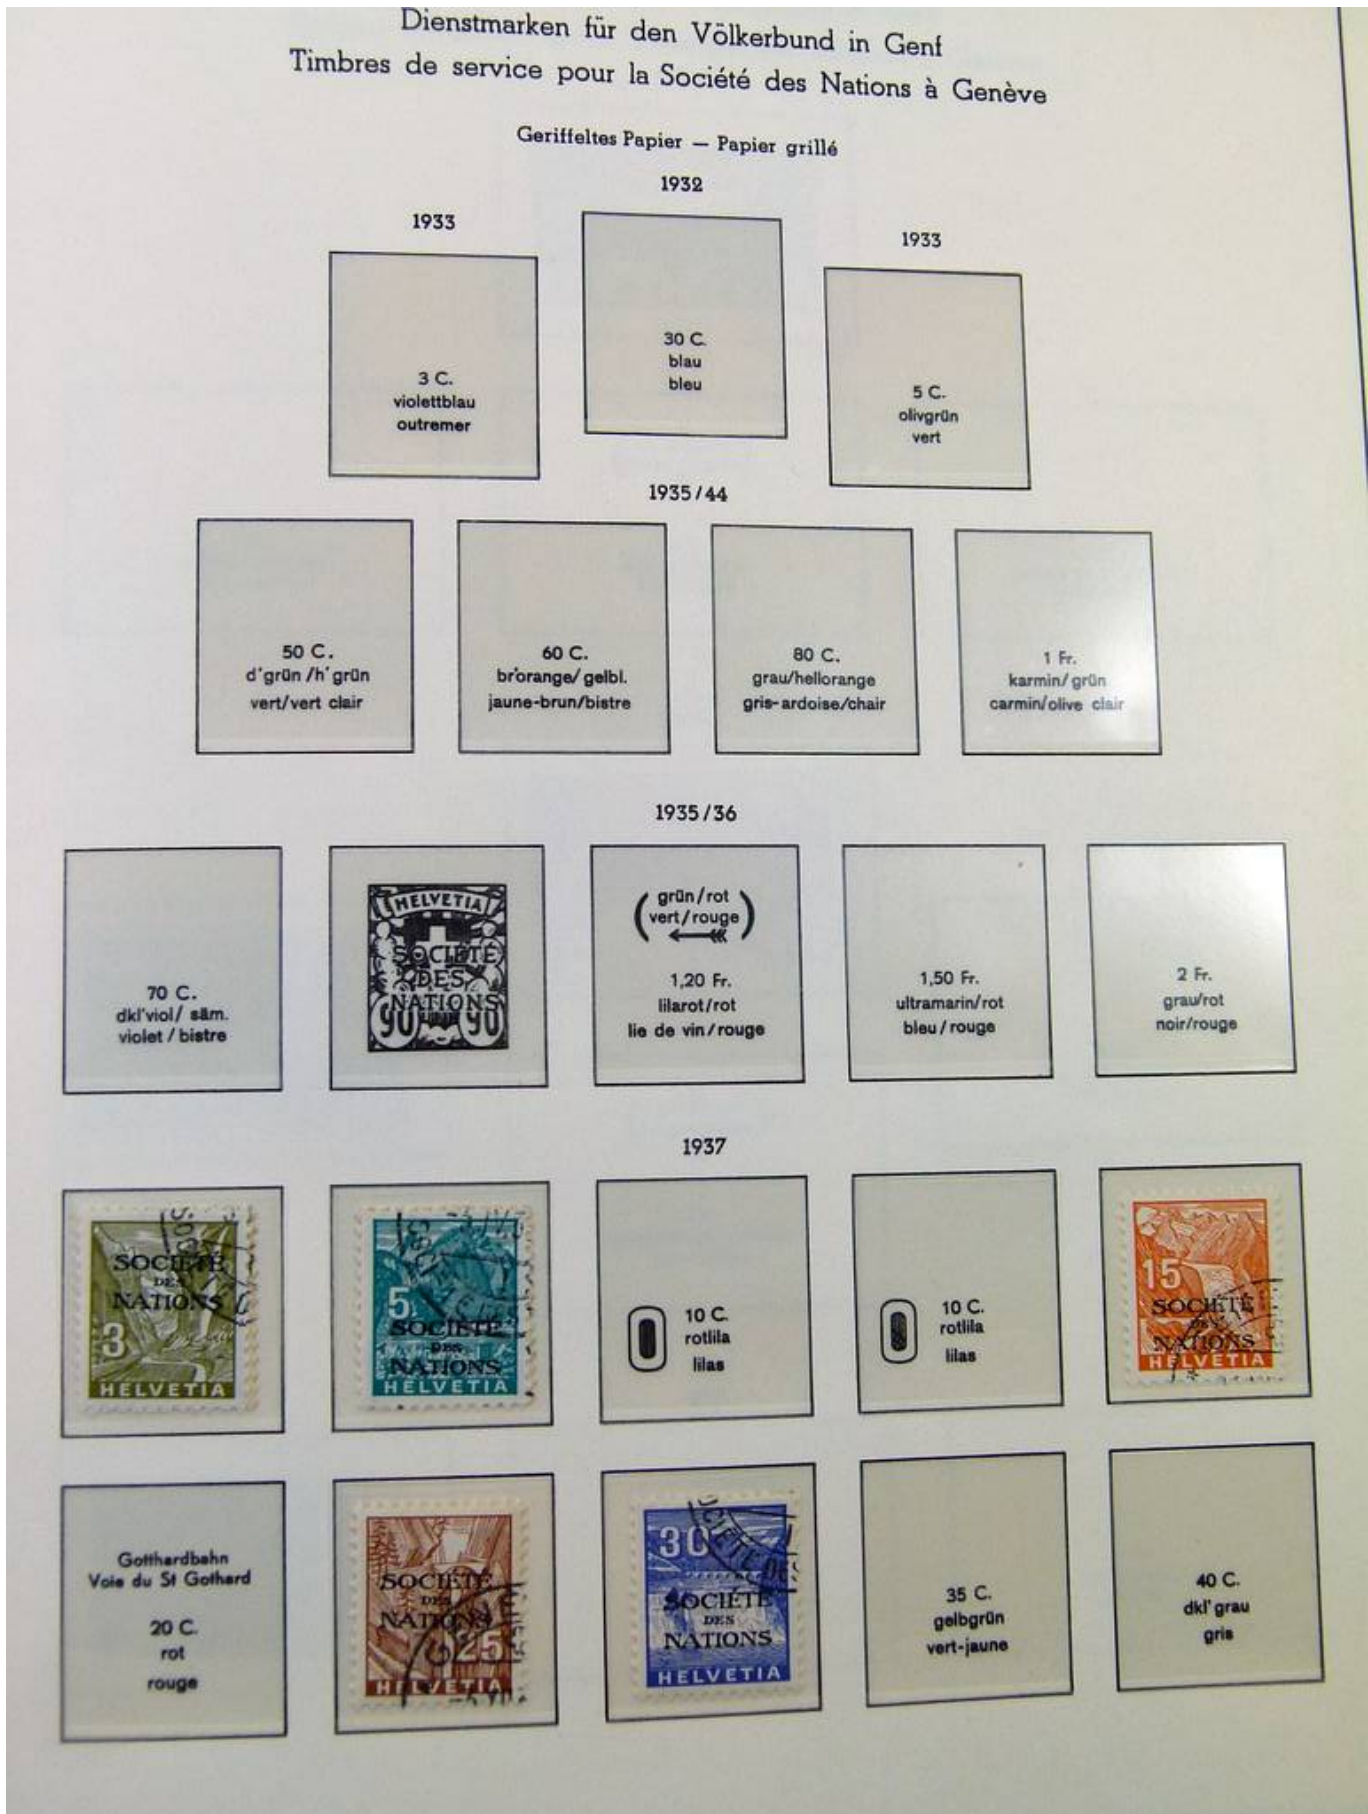 Dienstmarken für den Völkerbund in Genf
Timbres de service pour la Société des Nations à Genève
Geriffeltes Papier — Papier grillé
1932
1933
1933
30 C.
blau
bleu
3 C.
violettblau
outremer
5 C.
olivgrün
vert
1935/44
50 C.
d'grün/h'grün
vert/vert clair
60 C.
br'orange/gelbl.
jaune-brun/bistre
80 C.
grau/hellorange
gris-ardoise/chair
1 Fr.
karmin/grün
carmin/olive clair
1935/36
70 C.
dkl'viol/säm.
violet/bistre
HELVETIA
SOCIÉTÉ
DES
NATIONS
90 90
(grün/rot
vert/rouge)
1,20 Fr.
lilarot/rot
lie de vin/rouge
1,50 Fr.
ultramarin/rot
bleu/rouge
2 Fr.
grau/rot
noir/rouge
1937
SOCIÉTÉ
DES
NATIONS
3
HELVETIA
5
SOCIÉTÉ
DES
NATIONS
HELVETIA
10 C.
rotlila
lilas
10 C.
rotlila
lilas
15
SOCIÉTÉ
DES
NATIONS
HELVETIA
Gotthardbahn
Voie du St Gothard
20 C.
rot
rouge
SOCIÉTÉ
DES
NATIONS
25
HELVETIA
30
SOCIÉTÉ
DES
NATIONS
HELVETIA
35 C.
gelbgrün
vert-jaune
40 C.
dkl'grau
gris